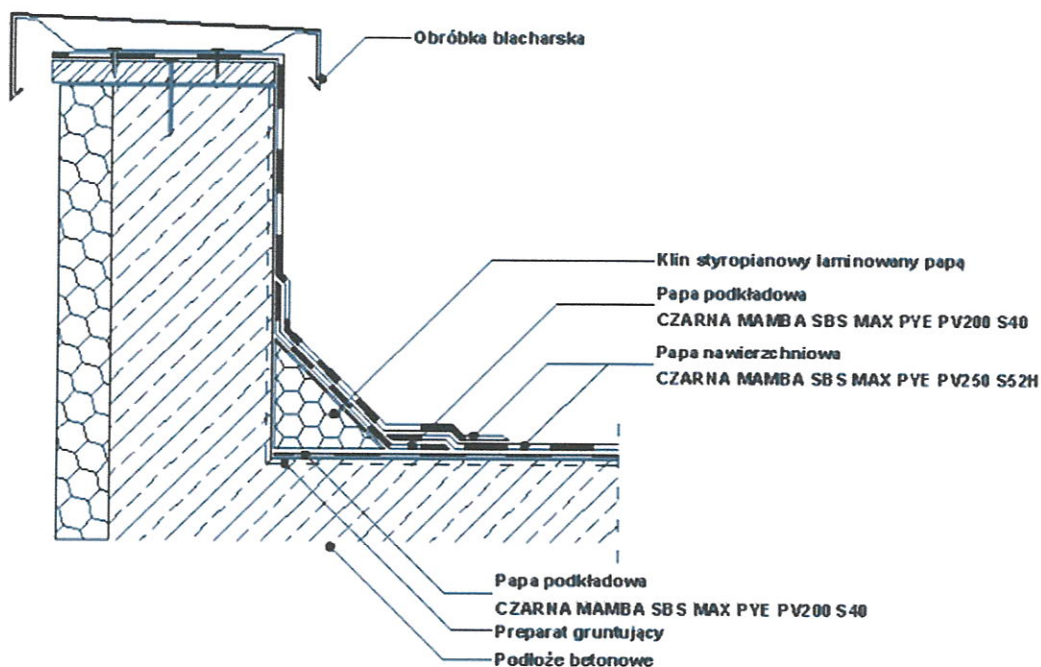 Obróbka blacharska
Klin styropianowy laminowany papą
Papa podkładowa
CZARNA MAMBA SBS MAX PYE PV200 S40
Papa nawierzchniowa
CZARNA MAMBA SBS MAX PYE PV250 S52H
Papa podkładowa
CZARNA MAMBA SBS MAX PYE PV200 S40
Preparat gruntujący
Podłoże betonowe